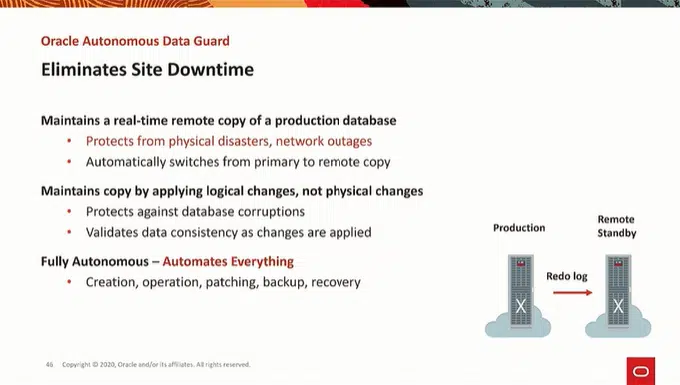 Oracle Autonomous Data Guard
Eliminates Site Downtime
Maintains a real-time remote copy of a production database
• Protects from physical disasters, network outages
• Automatically switches from primary to remote copy
Maintains copy by applying logical changes, not physical changes
• Protects against database corruptions
• Validates data consistency as changes are applied
Fully Autonomous – Automates Everything
• Creation, operation, patching, backup, recovery
Production
Remote
Standby
Redo log
X
X
46 Copyright © 2020, Oracle and/or its affiliates. All rights reserved.